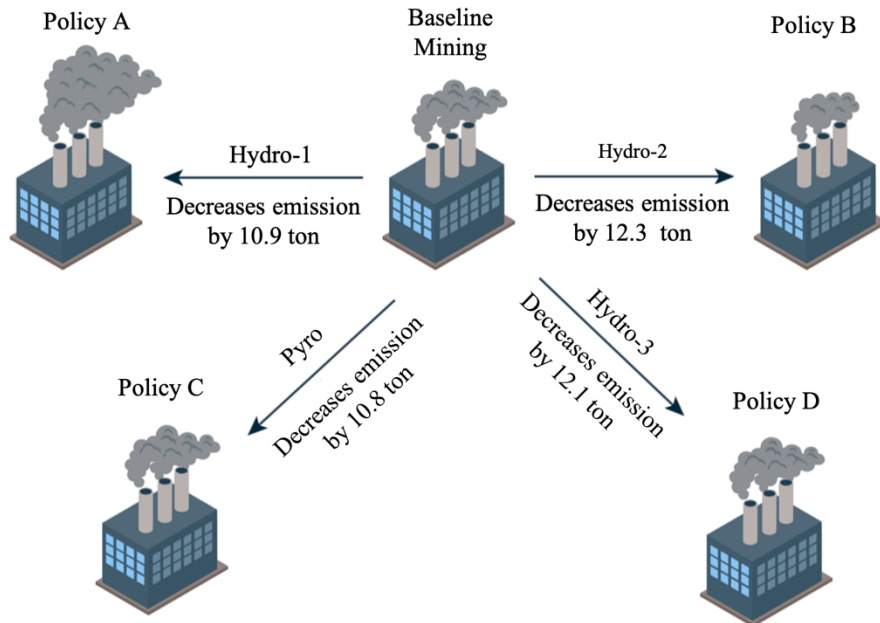 Policy A
Baseline
Mining
Policy B
Hydro-1
Decreases emission
by 10.9 ton
Hydro-2
Decreases emission
by 12.3 ton
Pyro
Decreases emission
by 10.8 ton
Hydro-3
Decreases emission
by 12.1 ton
Policy C
Policy D